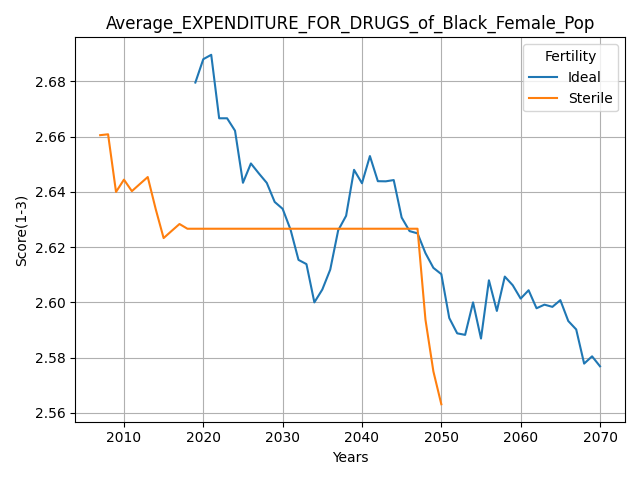 Average_EXPENDITURE_FOR_DRUGS_of_Black_Female_Pop
Fertility
Ideal
Sterile
Score(1-3)
2.68
2.66
2.64
2.62
2.60
2.58
2.56
2010 2020 2030 2040 2050 2060 2070
Years